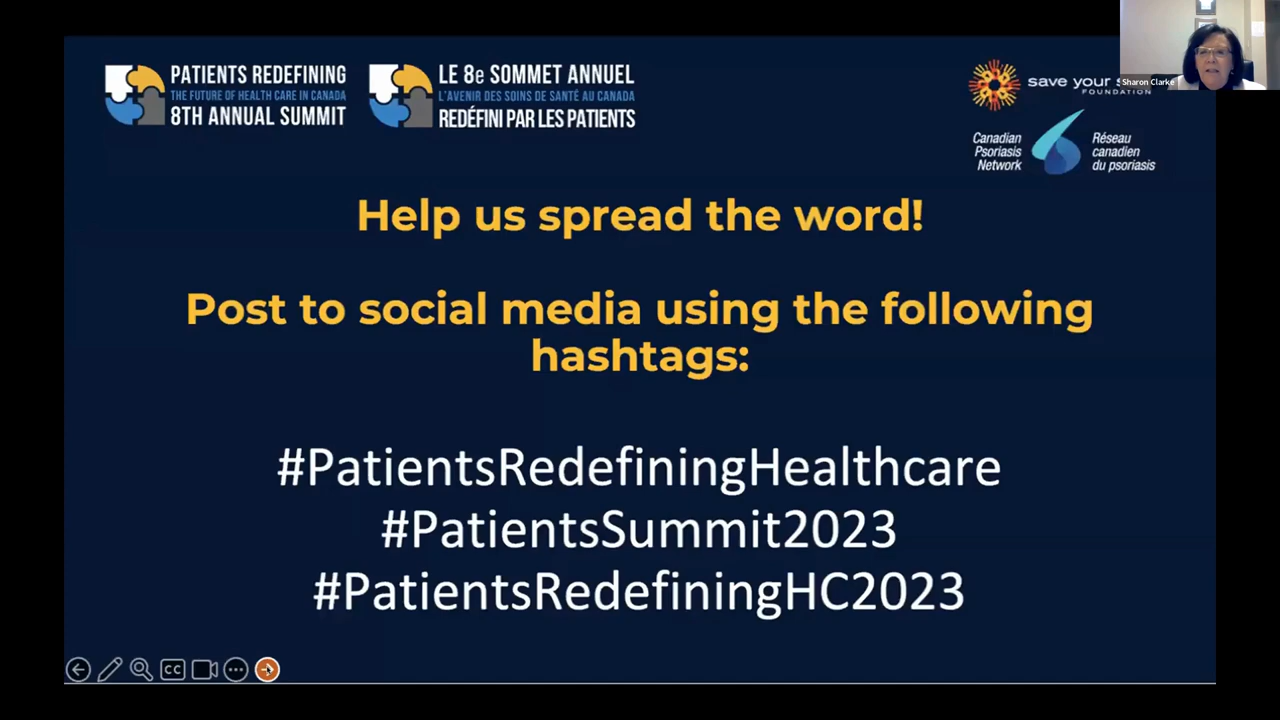 PATIENTS REDEFINING
THE FUTURE OF HEALTH CARE IN CANADA
8TH ANNUAL SUMMIT
LE 8e SOMMET ANNUEL
L'AVENIR DES SOINS DE SANTÉ AU CANADA
REDÉFINI PAR LES PATIENTS
save your
FOUNDATION
Canadian
Psoriasis
Network
Réseau
canadien
du psoriasis
Sharon Clarke
Help us spread the word!
Post to social media using the following
hashtags:
#PatientsRedefiningHealthcare
#PatientsSummit2023
#PatientsRedefiningHC2023
CC